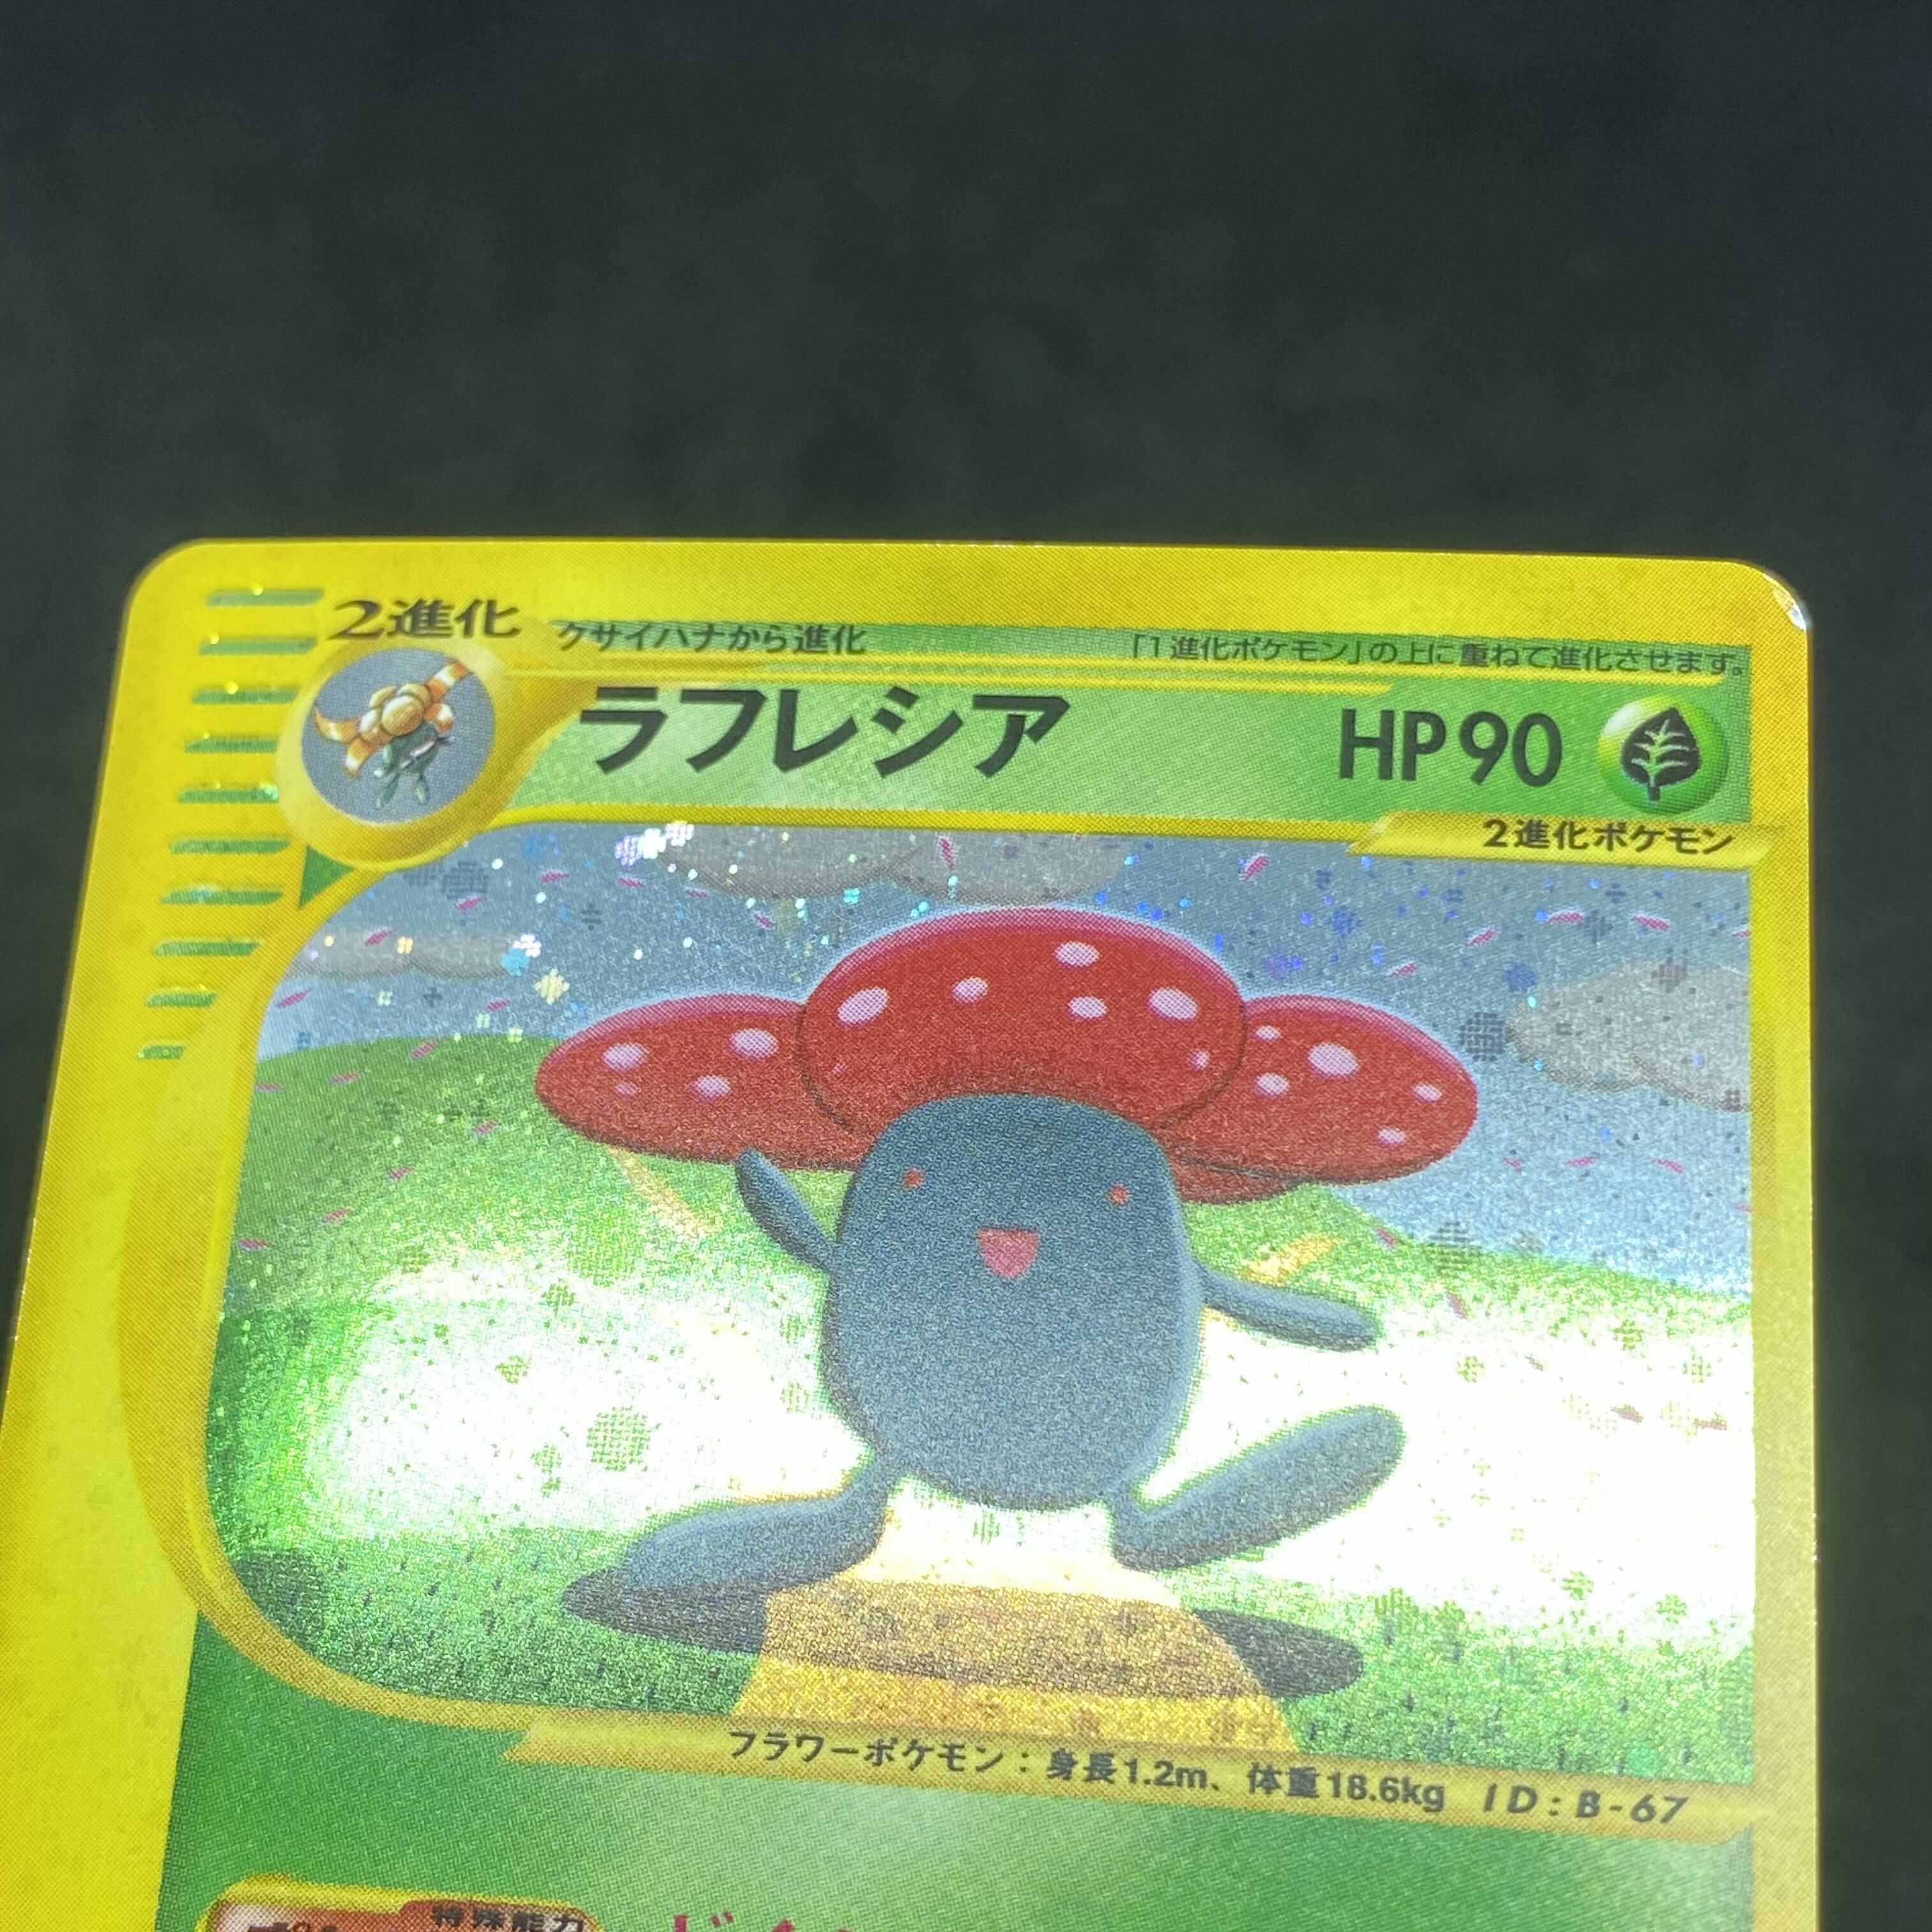 2進化
クサイハナから進化
「1進化ポケモン」の上に重ねて進化させます。
ラフレシア HP90
2進化ポケモン
フラワーポケモン：身長1.2m、体重18.6kg ID:B-67
特殊能力